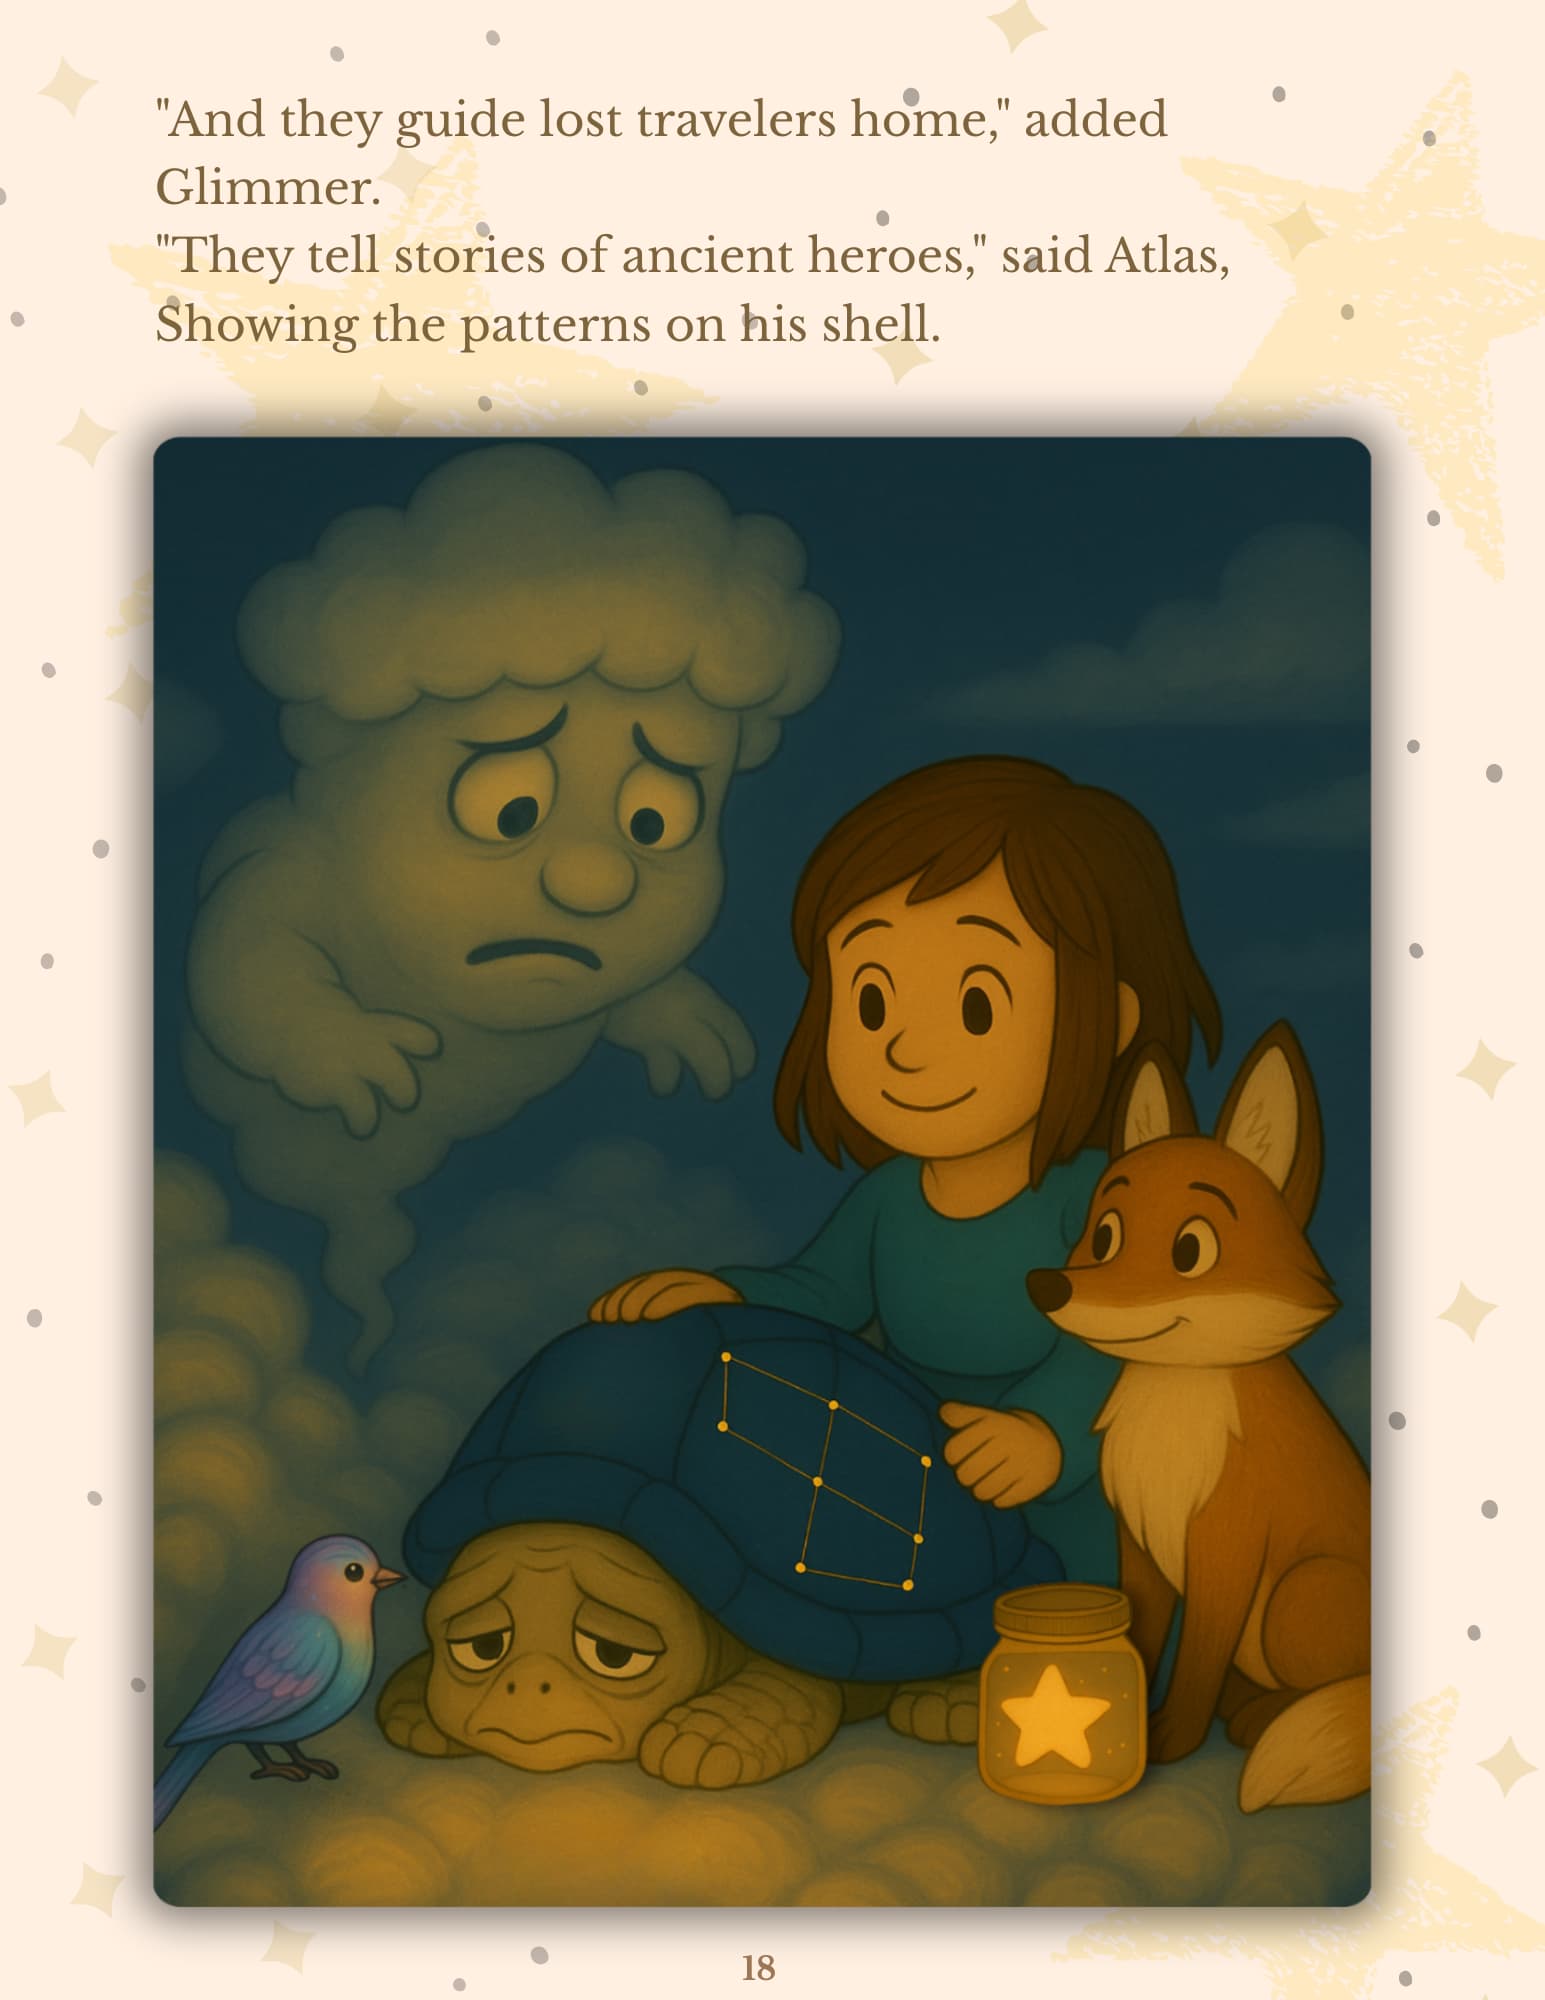 "And they guide lost travelers home," added
Glimmer.
"They tell stories of ancient heroes," said Atlas,
Showing the patterns on his shell.
18